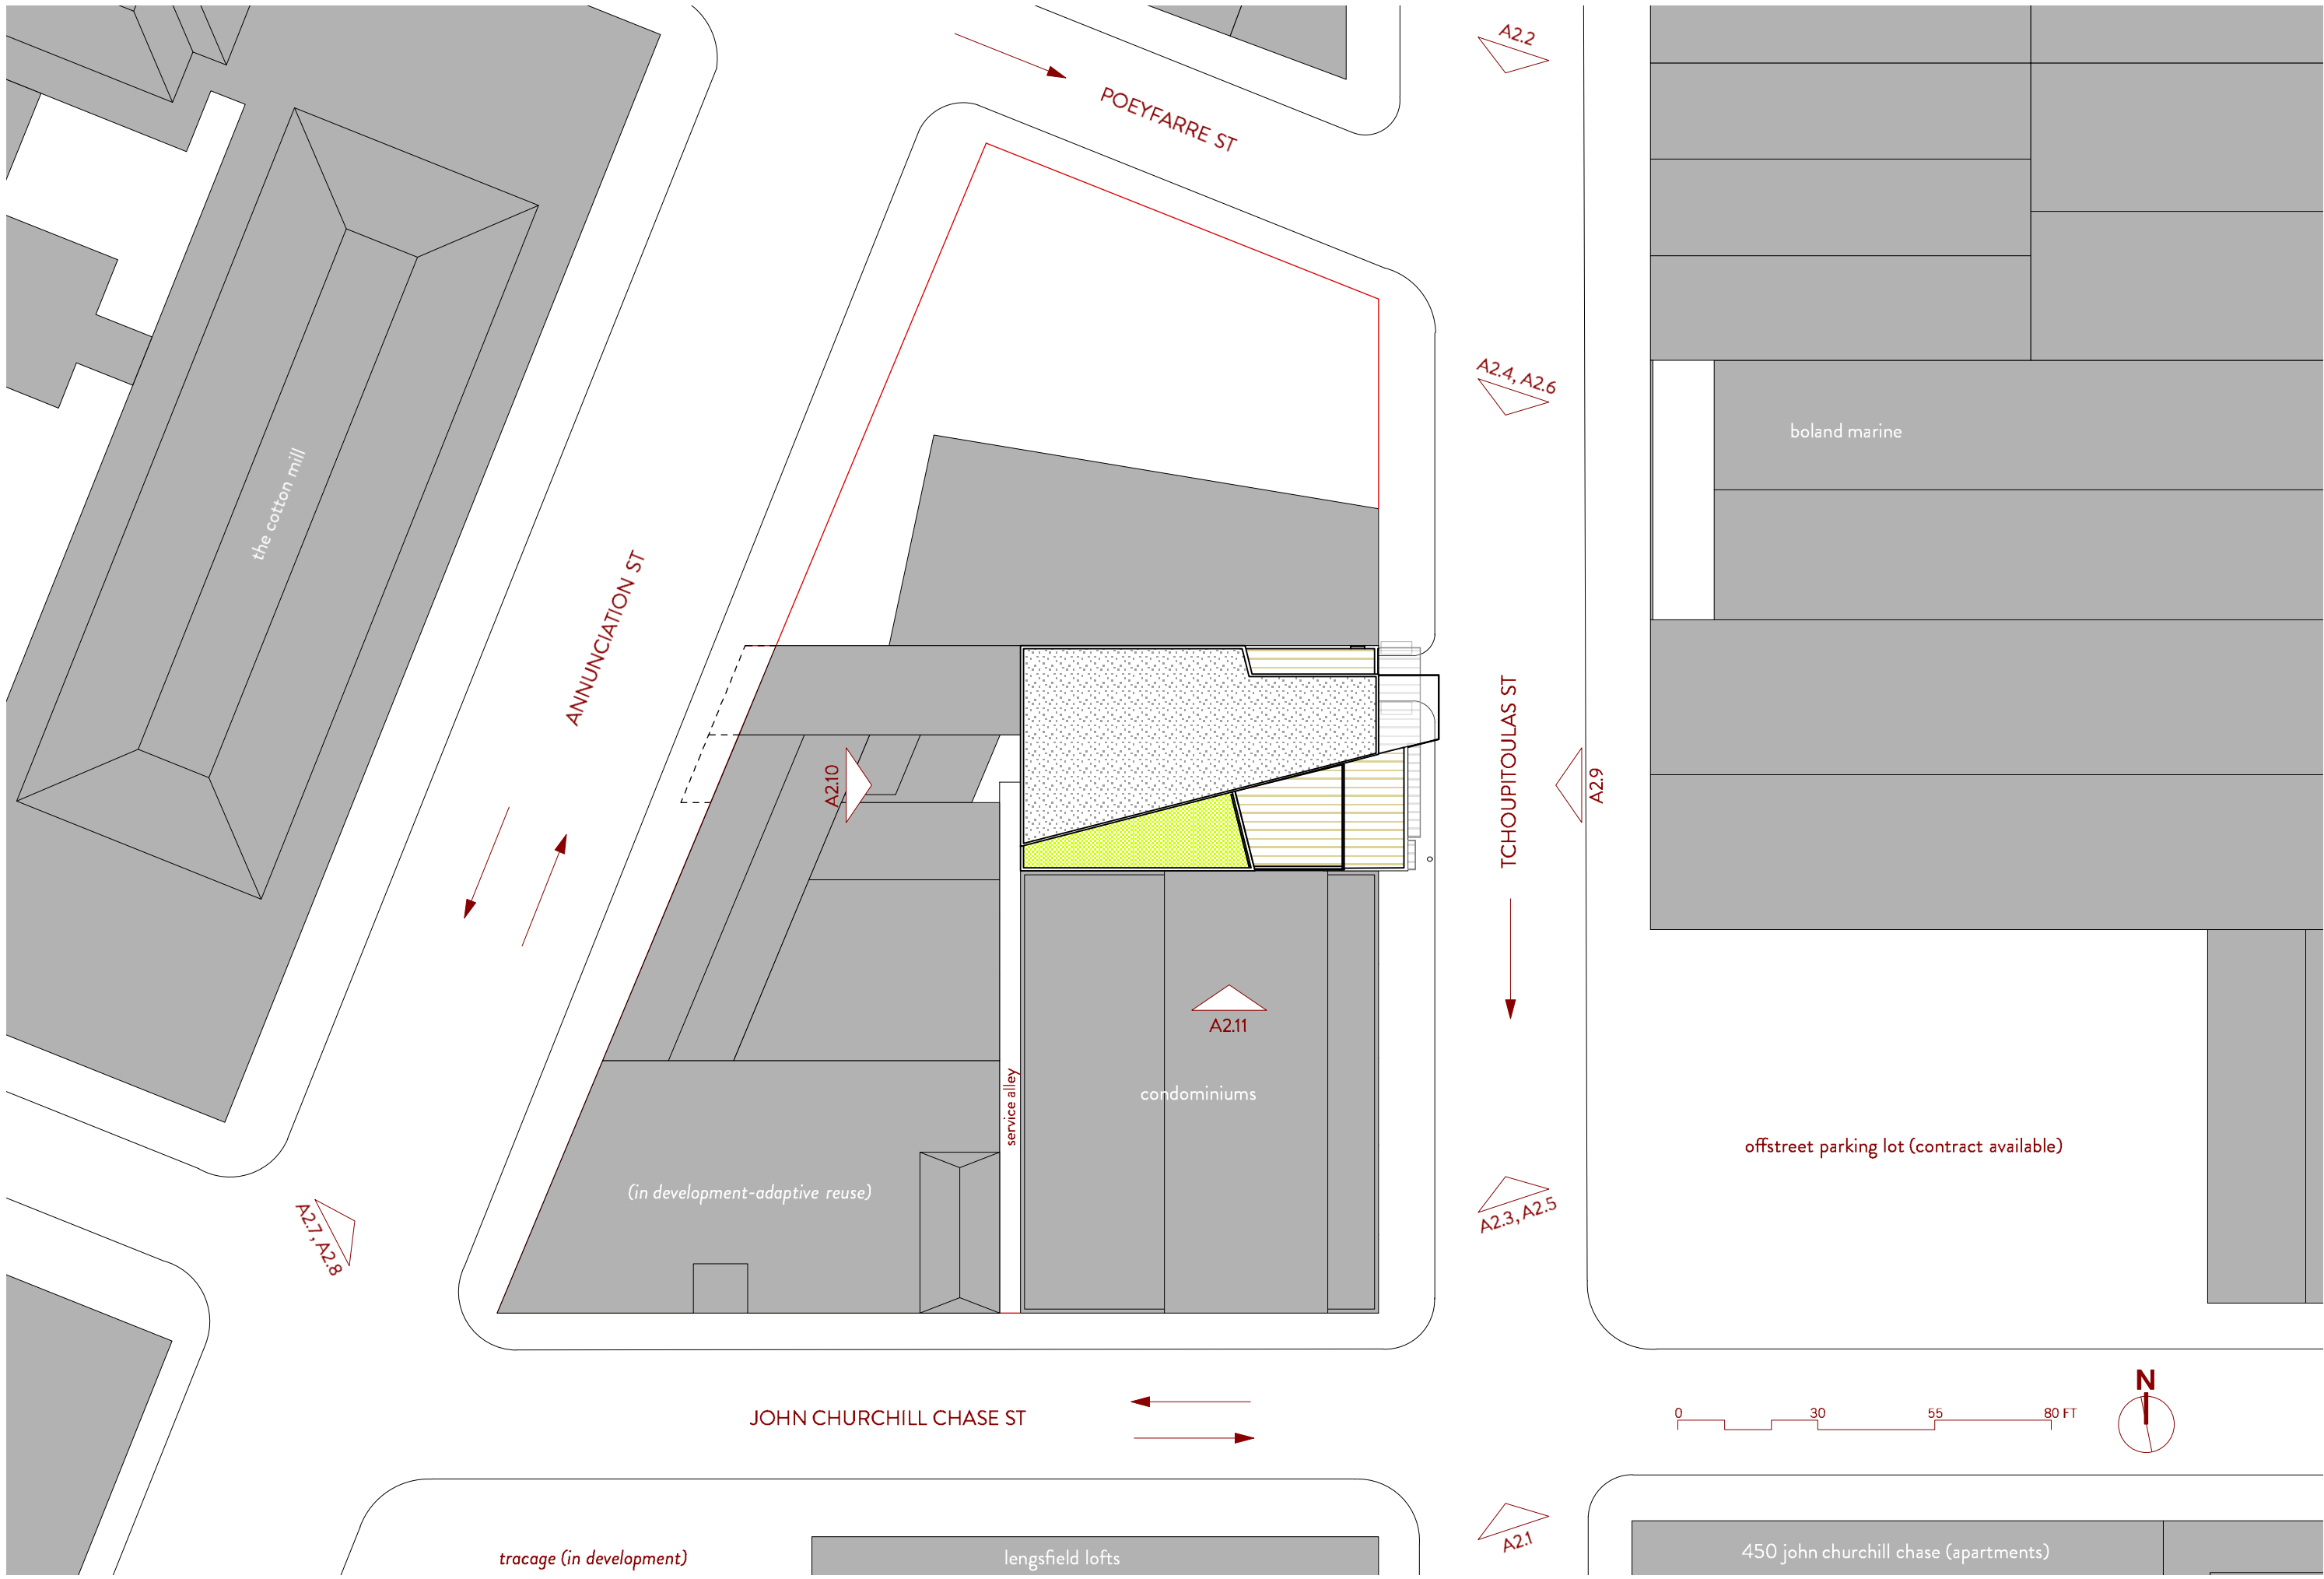 A2.2
POEYFARRE ST
A2.4, A2.6
boland marine
the cotton mill
ANNUNCIATION ST
TCHOUPITOULAS ST
A2.10
A2.9
A2.11
condominiums
service alley
offstreet parking lot (contract available)
(in development-adaptive reuse)
A2.3, A2.5
A2.7, A2.8
N
JOHN CHURCHILL CHASE ST
0 30 55 80 FT
A2.1
tracage (in development)
lengsfield lofts
450 john churchill chase (apartments)